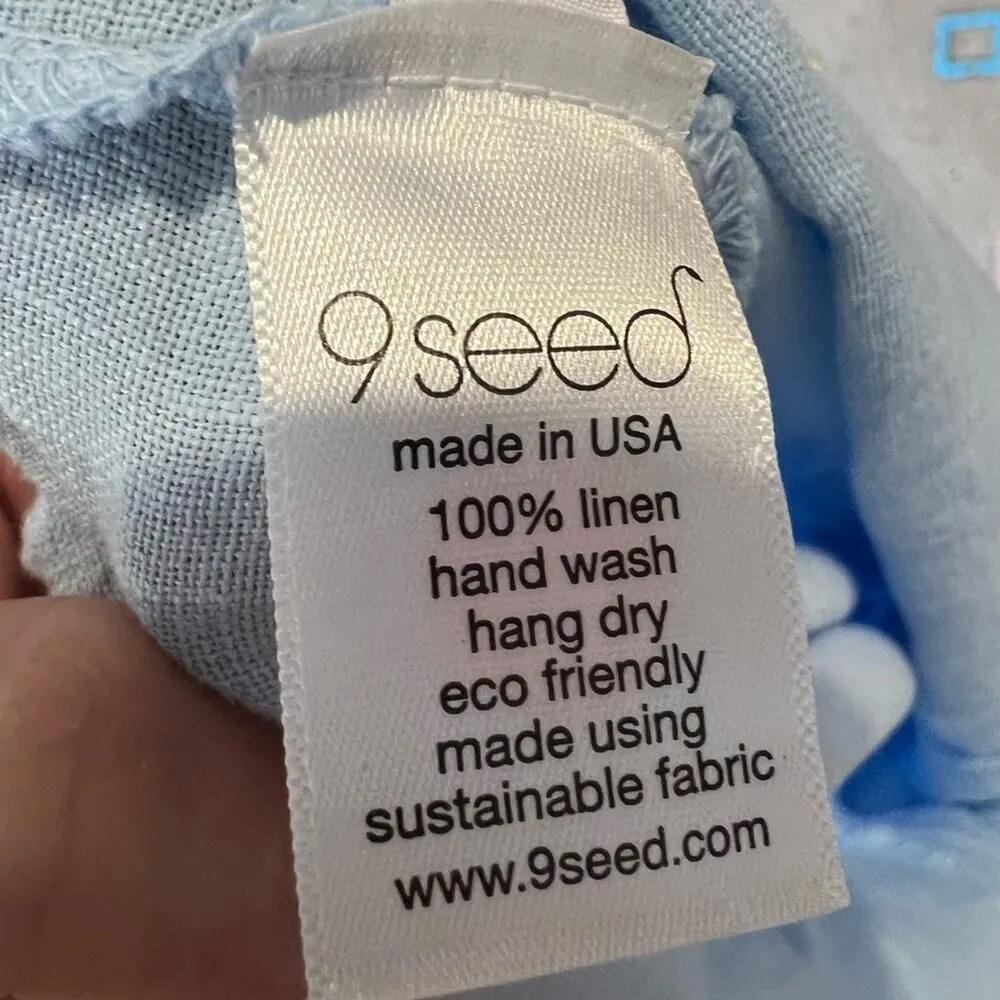 9seed
made in USA
100% linen
hand wash
hang dry
eco friendly
made using
sustainable fabric
www.9seed.com